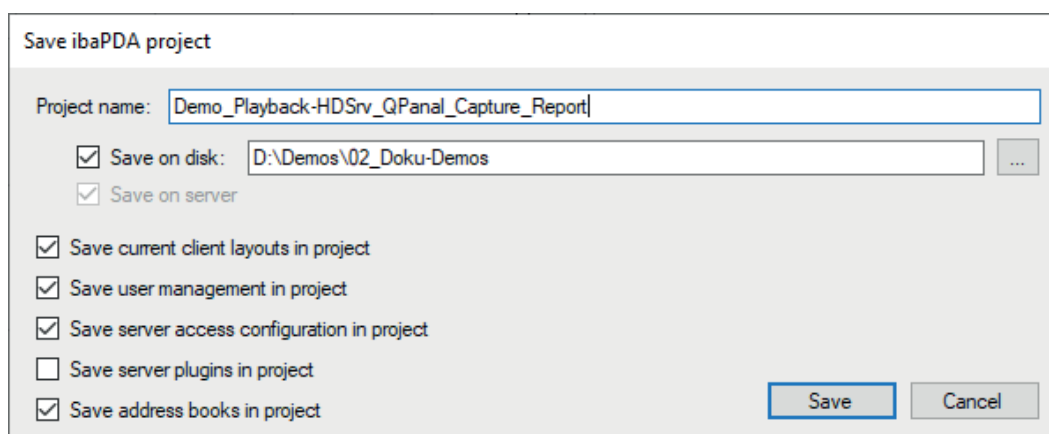 Save ibaPDA project
Project name: Demo_Playback-HDSrv_QPanal_Capture_Report
Save on disk: D:\Demos\02_Doku-Demos ...
Save on server
Save current client layouts in project
Save user management in project
Save server access configuration in project
Save server plugins in project
Save address books in project
Save Cancel